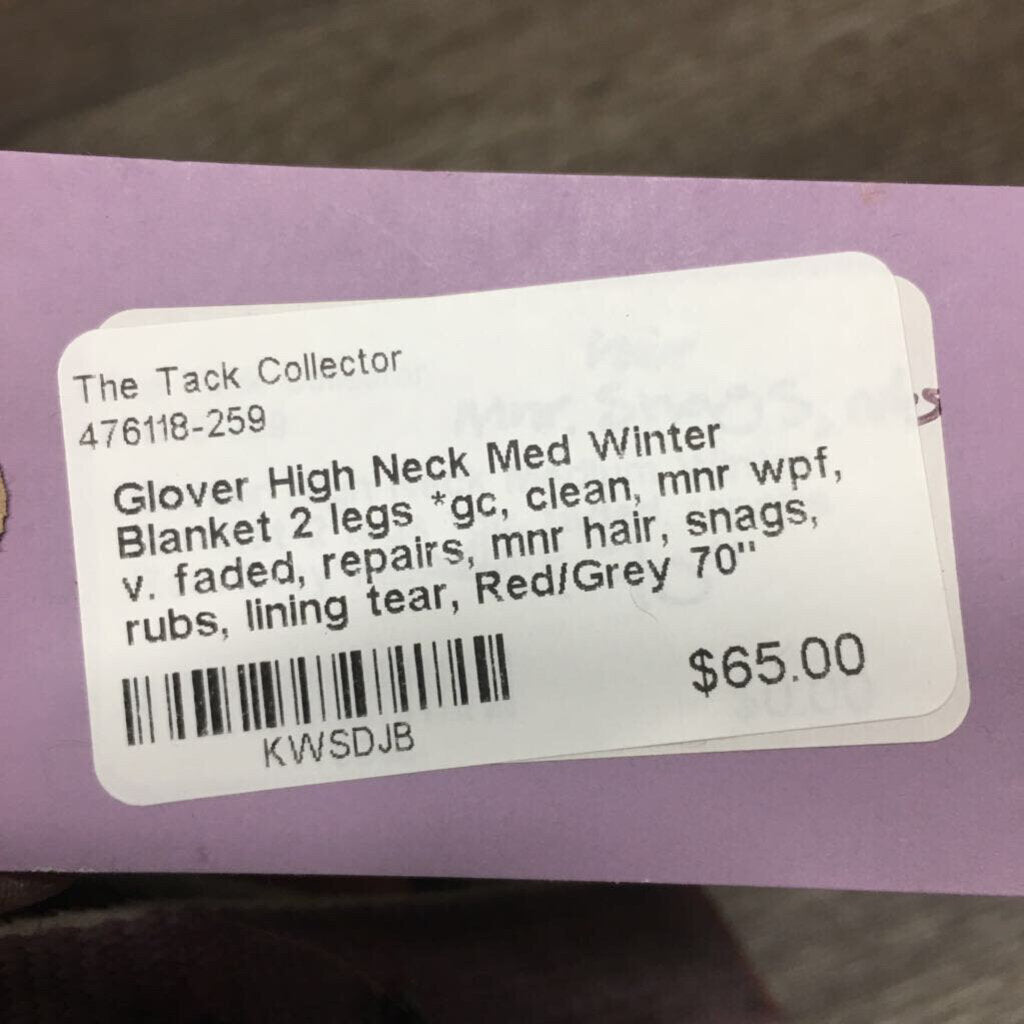 The Tack Collector
476118-259
Glover High Neck Med Winter
Blanket 2 legs *gc, clean, mnr wpf,
v. faded, repairs, mnr hair, snags,
rubs, lining tear, Red/Grey 70"
$65.00
KWSDJB